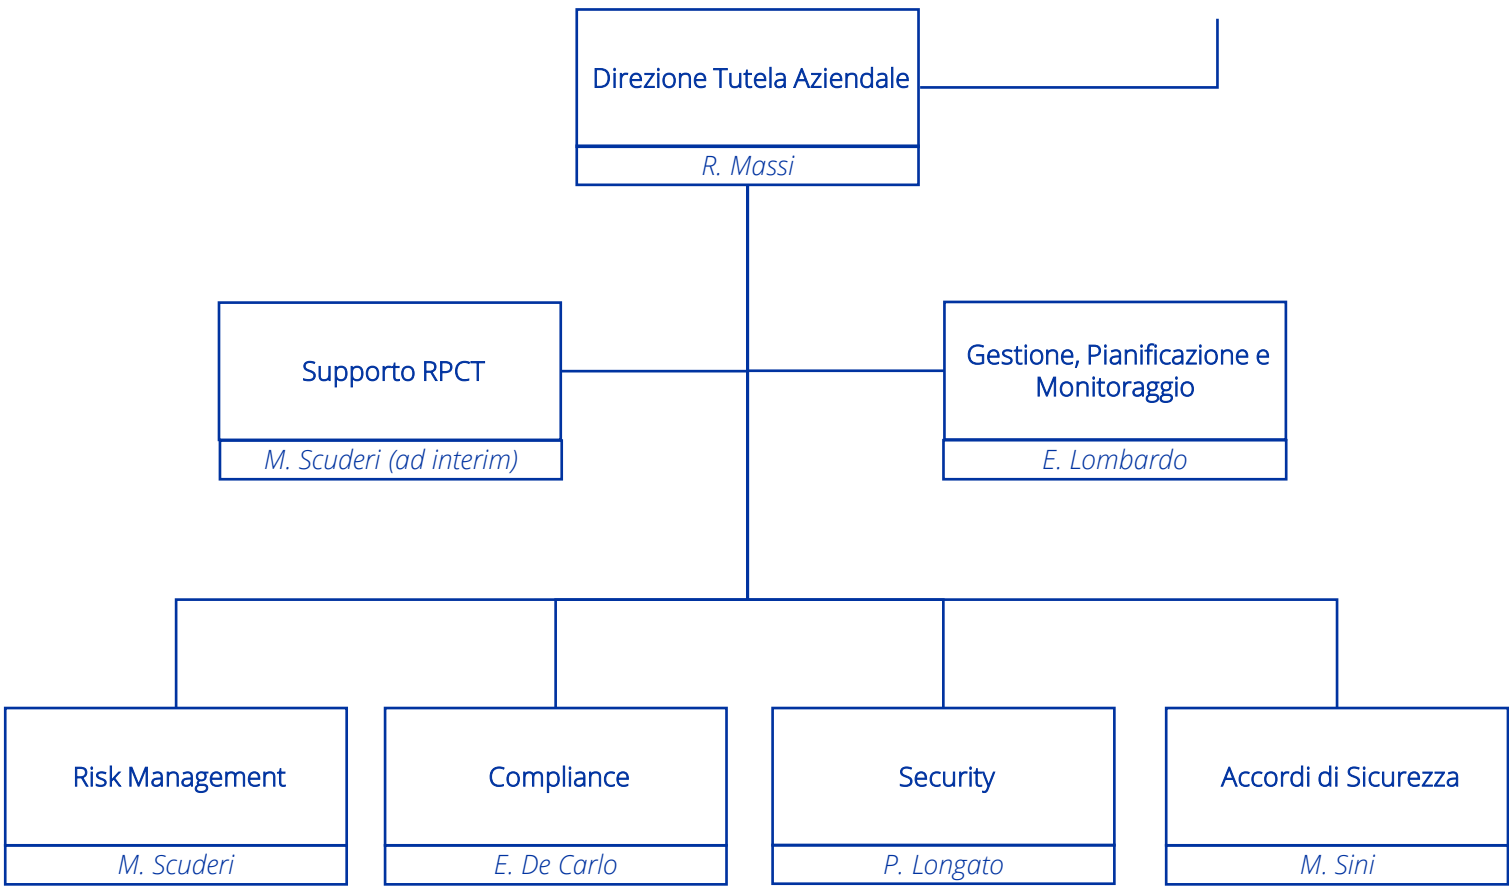 Direzione Tutela Aziendale
R. Massi
Supporto RPCT
M. Scuderi (ad interim)
Gestione, Pianificazione e
Monitoraggio
E. Lombardo
Risk Management
M. Scuderi
Compliance
E. De Carlo
Security
P. Longato
Accordi di Sicurezza
M. Sini